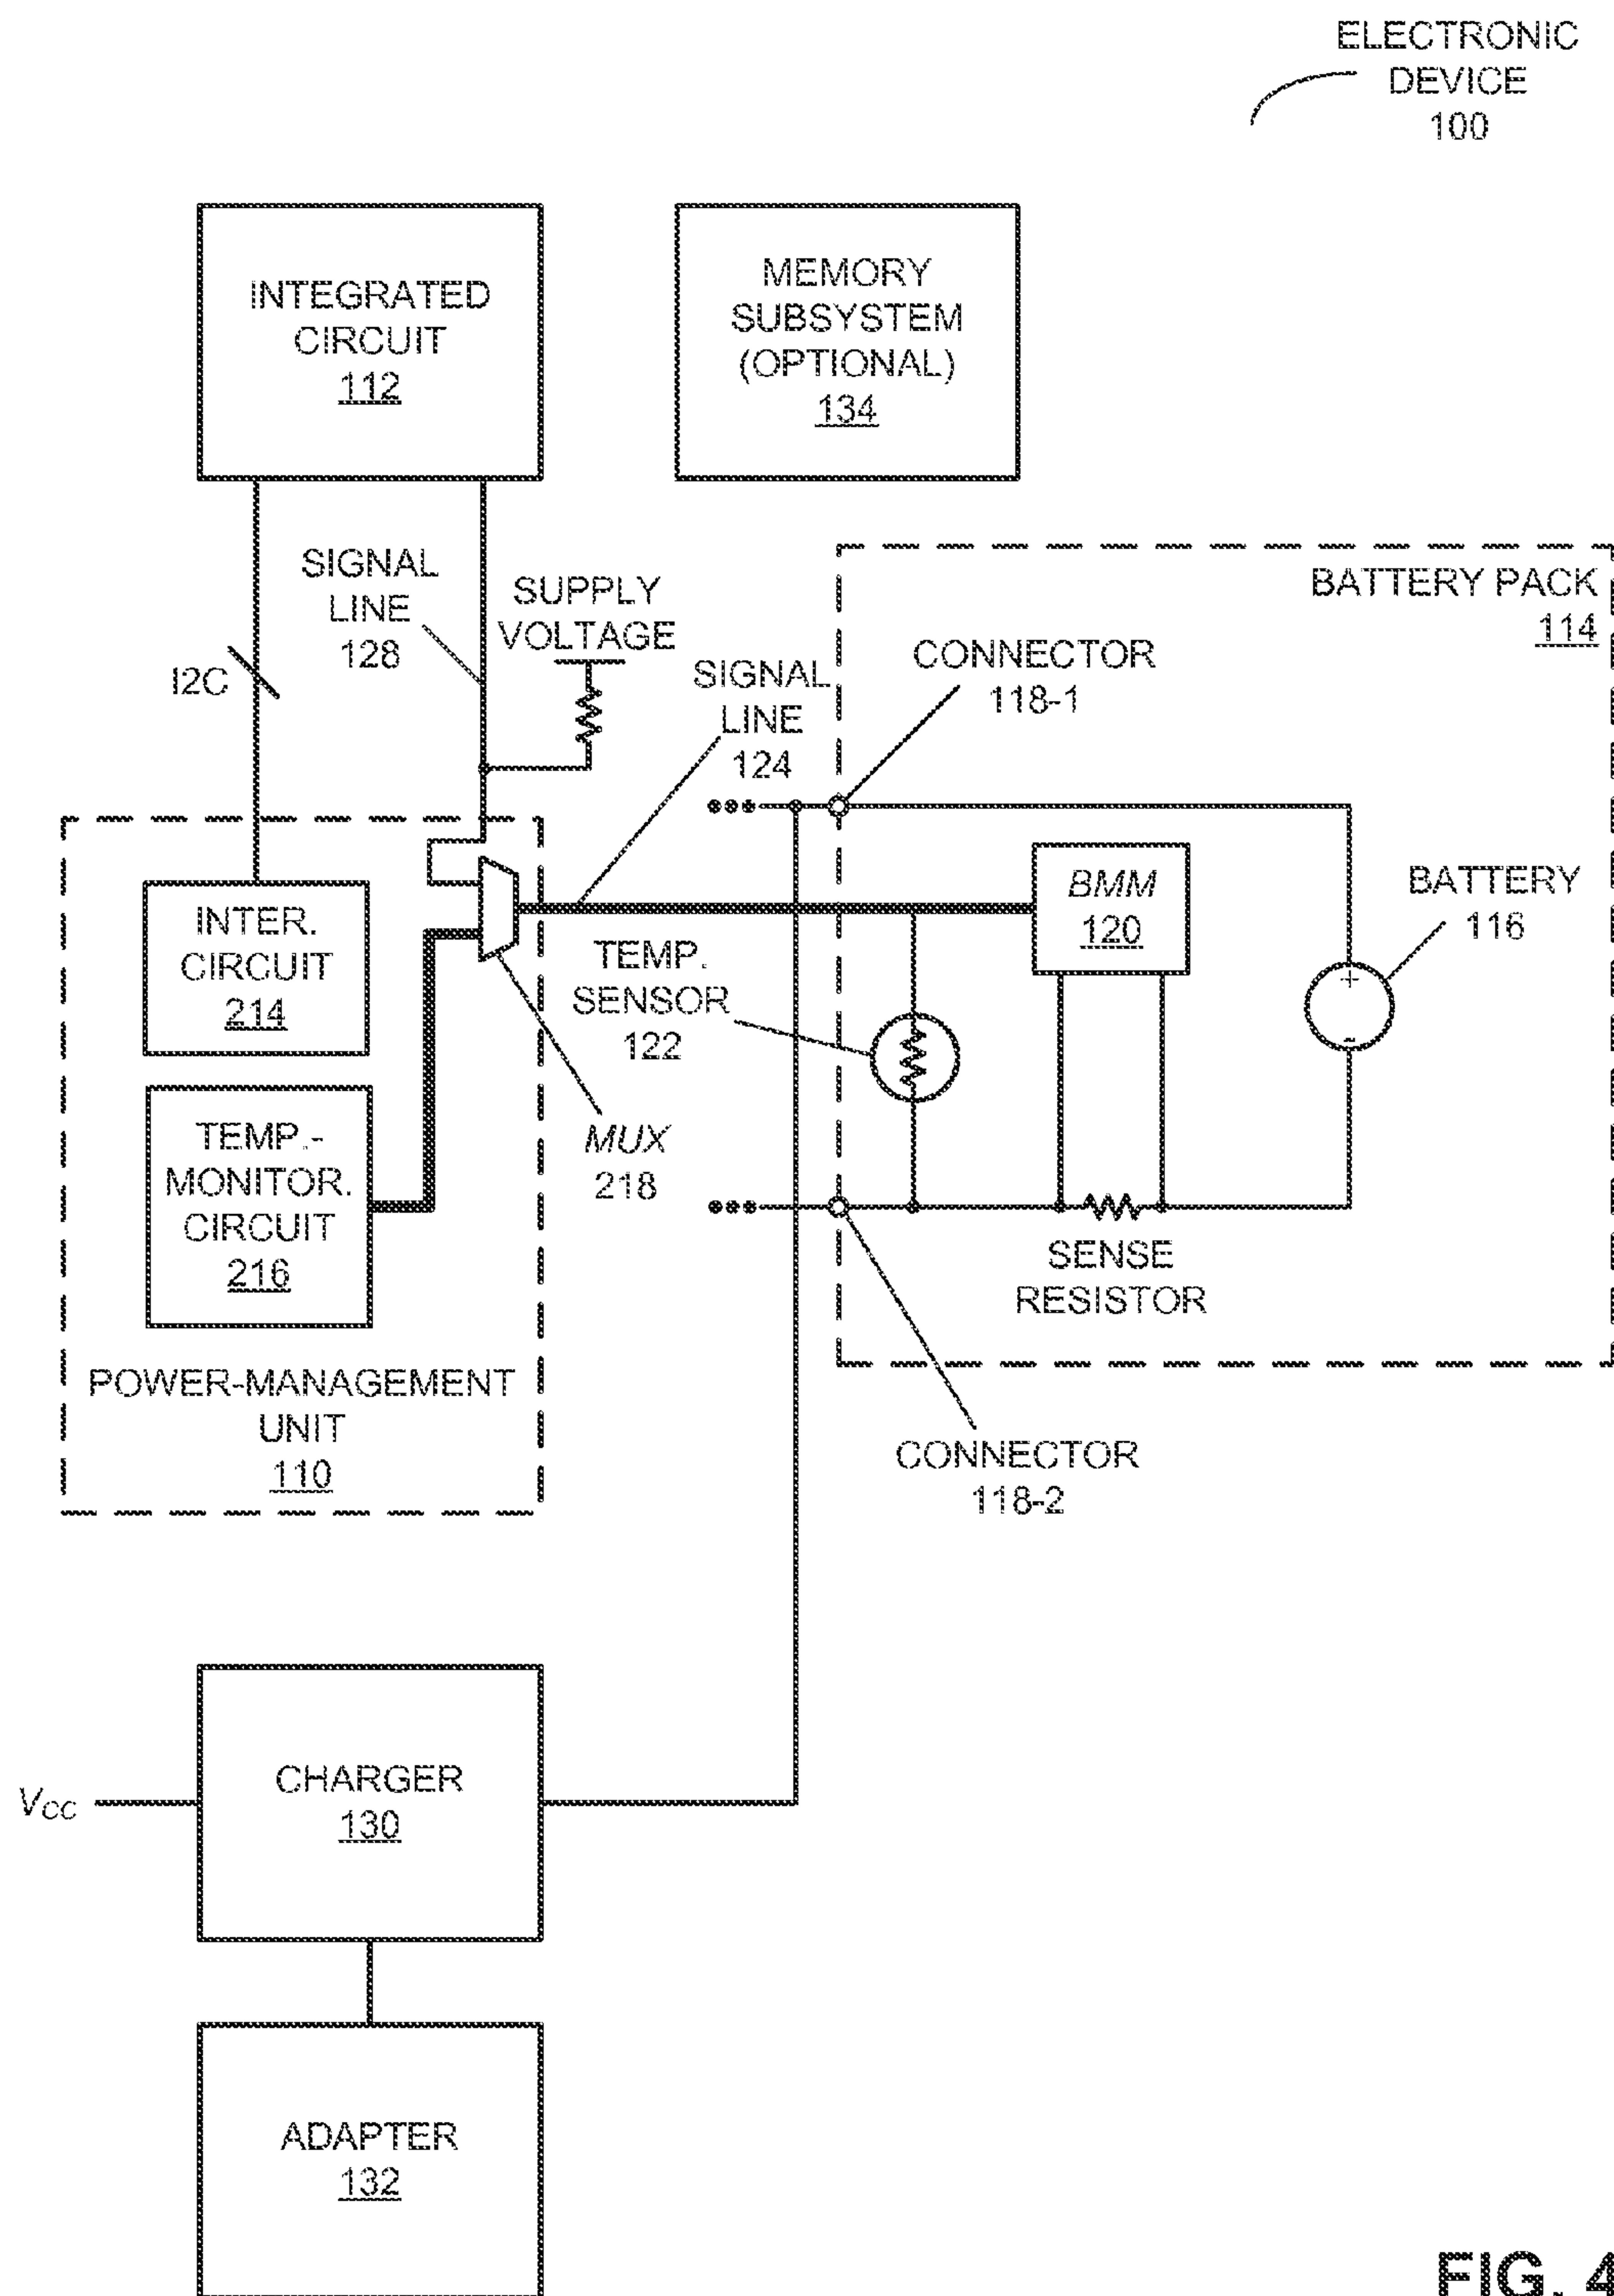 ELECTRONIC
DEVICE
100
INTEGRATED
CIRCUIT
112
MEMORY
SUBSYSTEM
(OPTIONAL)
134
SIGNAL
LINE
128
SUPPLY
VOLTAGE
I2C
SIGNAL
LINE
124
CONNECTOR
118-1
BATTERY PACK
114
INTER.
CIRCUIT
214
BMM
120
BATTERY
116
+
-
TEMP.
SENSOR
122
TEMP.-
MONITOR.
CIRCUIT
216
MUX
218
SENSE
RESISTOR
POWER-MANAGEMENT
UNIT
110
CONNECTOR
118-2
VCC
CHARGER
130
ADAPTER
132
FIG. 4